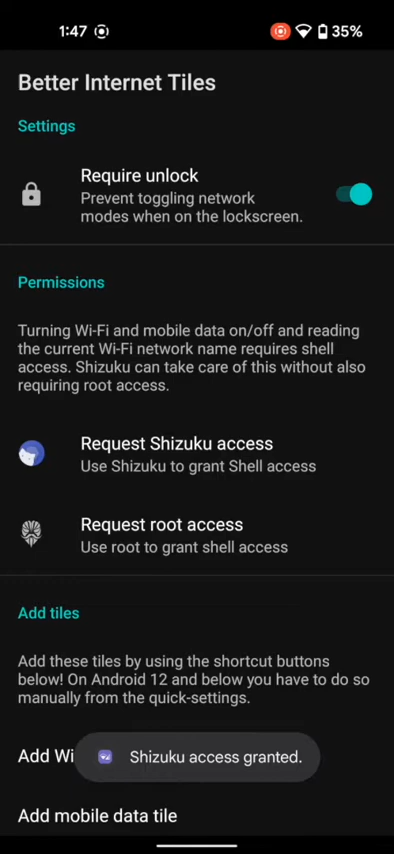 1:47
35%
Better Internet Tiles
Settings
Require unlock
Prevent toggling network
modes when on the lockscreen.
Permissions
Turning Wi-Fi and mobile data on/off and reading
the current Wi-Fi network name requires shell
access. Shizuku can take care of this without also
requiring root access.
Request Shizuku access
Use Shizuku to grant Shell access
Request root access
Use root to grant shell access
Add tiles
Add these tiles by using the shortcut buttons
below! On Android 12 and below you have to do so
manually from the quick-settings.
Add Wi
Shizuku access granted.
Add mobile data tile